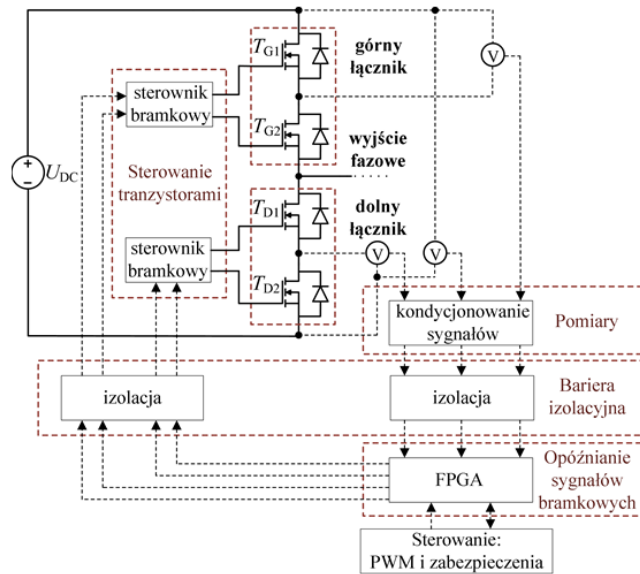 T_G1
górny
łącznik
V
sterownik
bramkowy
T_G2
wyjście
fazowe
U_DC
Sterowanie
tranzystorami
T_D1
dolny
łącznik
sterownik
bramkowy
V
V
T_D2
kondycjonowanie
sygnałów
Pomiary
izolacja
izolacja
Bariera
izolacyjna
FPGA
Opóźnianie
sygnałów
bramkowych
Sterowanie:
PWM i zabezpieczenia